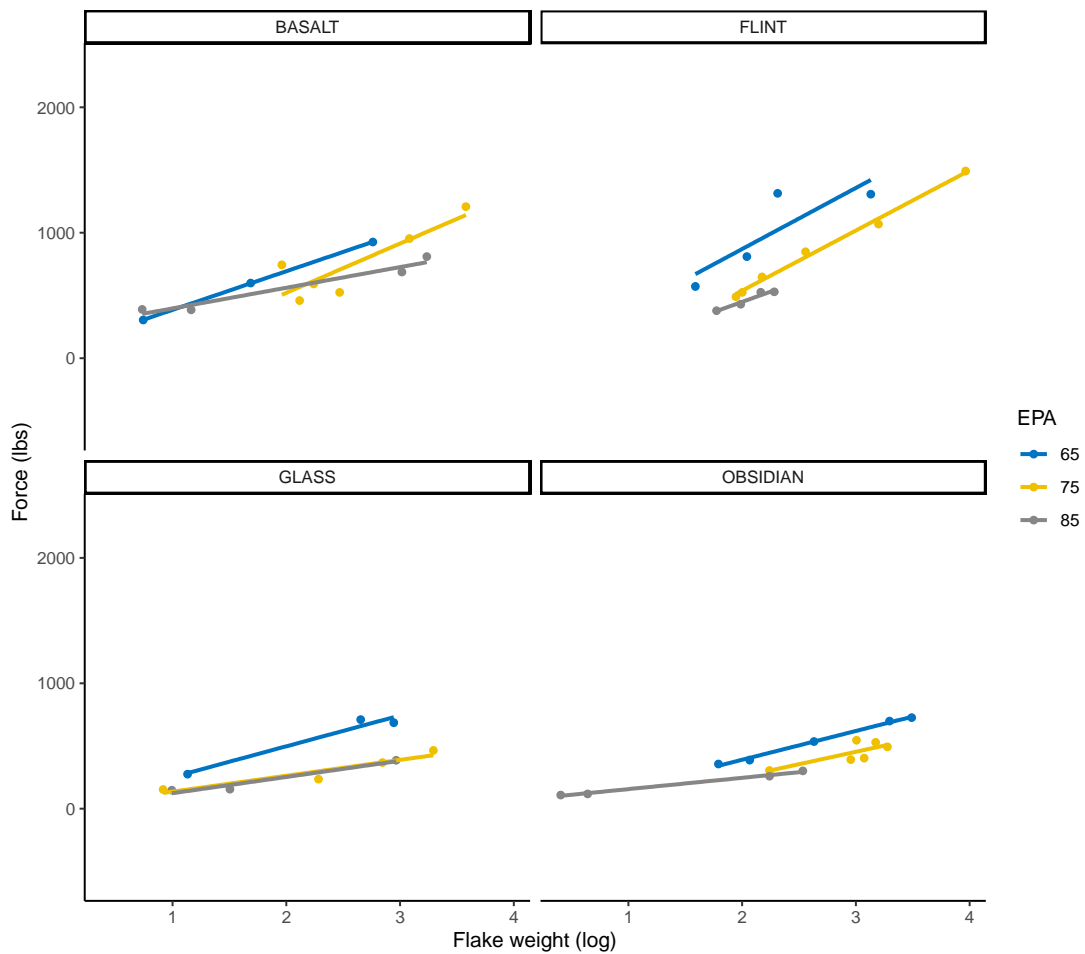 BASALT
FLINT
2000
1000
0
GLASS
OBSIDIAN
2000
1000
0
1 2 3 4
1 2 3 4
Force (lbs)
Flake weight (log)
EPA
65
75
85